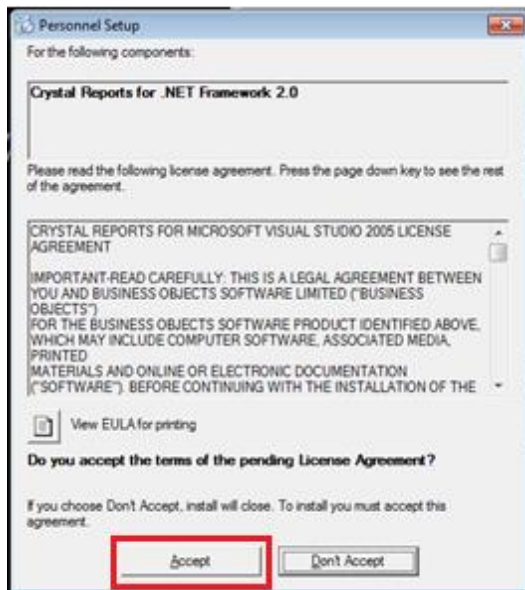 Personnel Setup
For the following components:
Crystal Reports for .NET Framework 2.0
Please read the following license agreement. Press the page down key to see the rest
of the agreement.
CRYSTAL REPORTS FOR MICROSOFT VISUAL STUDIO 2005 LICENSE
AGREEMENT
IMPORTANT-READ CAREFULLY: THIS IS A LEGAL AGREEMENT BETWEEN
YOU AND BUSINESS OBJECTS SOFTWARE LIMITED ("BUSINESS
OBJECTS")
FOR THE BUSINESS OBJECTS SOFTWARE PRODUCT IDENTIFIED ABOVE,
WHICH MAY INCLUDE COMPUTER SOFTWARE, ASSOCIATED MEDIA,
PRINTED
MATERIALS AND ONLINE OR ELECTRONIC DOCUMENTATION
("SOFTWARE"). BEFORE CONTINUING WITH THE INSTALLATION OF THE
View EULA for printing
Do you accept the terms of the pending License Agreement?
If you choose Don't Accept, install will close. To install you must accept this
agreement.
Accept
Don't Accept